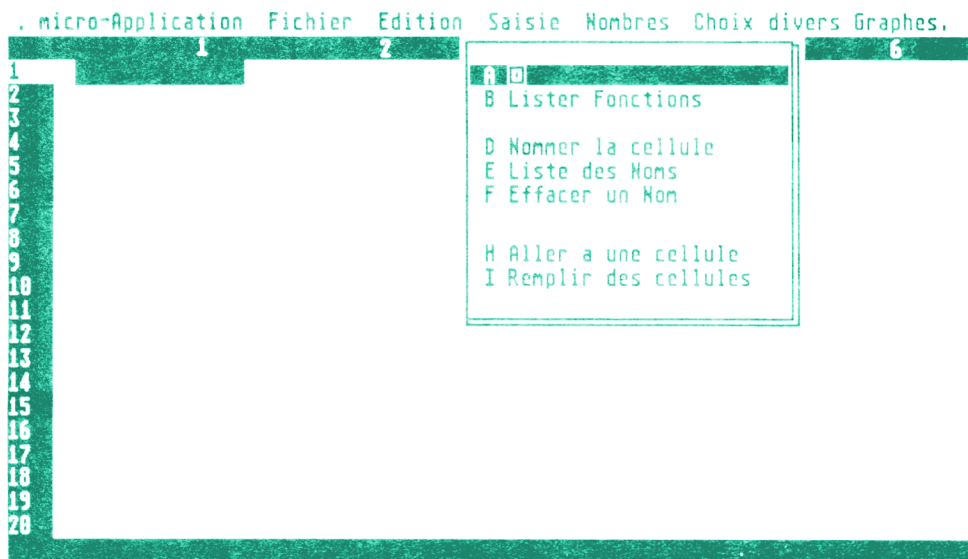 . micro-Application Fichier Edition Saisie Nombres Choix divers Graphes.
1 2 6
1
A
2
B Lister Fonctions
3
4
D Nommer la cellule
5
E Liste des Noms
6
F Effacer un Nom
7
8
H Aller a une cellule
9
I Remplir des cellules
10
11
12
13
14
15
16
17
18
19
20